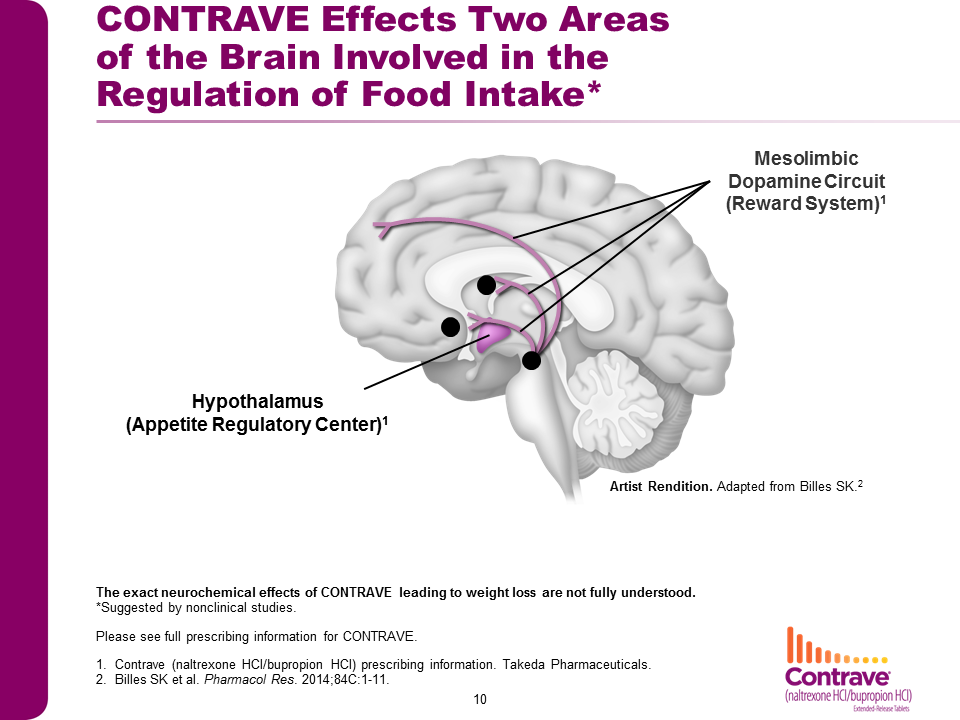 CONTRAVE Effects Two Areas
of the Brain Involved in the
Regulation of Food Intake*
Mesolimbic
Dopamine Circuit
(Reward System)¹
Hypothalamus
(Appetite Regulatory Center)¹
Artist Rendition. Adapted from Billes SK.²
The exact neurochemical effects of CONTRAVE leading to weight loss are not fully understood.
*Suggested by nonclinical studies.
Please see full prescribing information for CONTRAVE.
1. Contrave (naltrexone HCl/bupropion HCl) prescribing information. Takeda Pharmaceuticals.
2. Billes SK et al. Pharmacol Res. 2014;84C:1-11.
10
Contrave
(naltrexone HCl/bupropion HCl)
Extended-Release Tablets